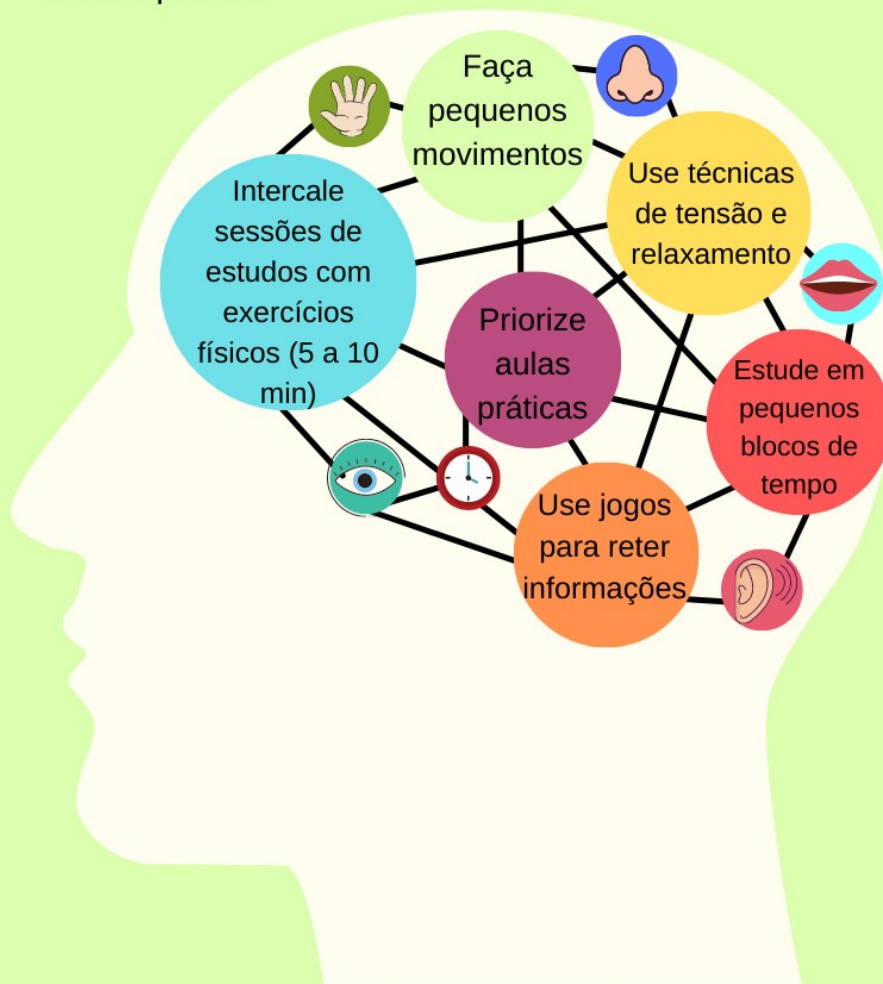 Faça
pequenos
movimentos
Use técnicas
de tensão e
relaxamento
Intercale
sessões de
estudos com
exercícios
físicos (5 a 10
min)
Priorize
aulas
práticas
Estude em
pequenos
blocos de
tempo
Use jogos
para reter
informações